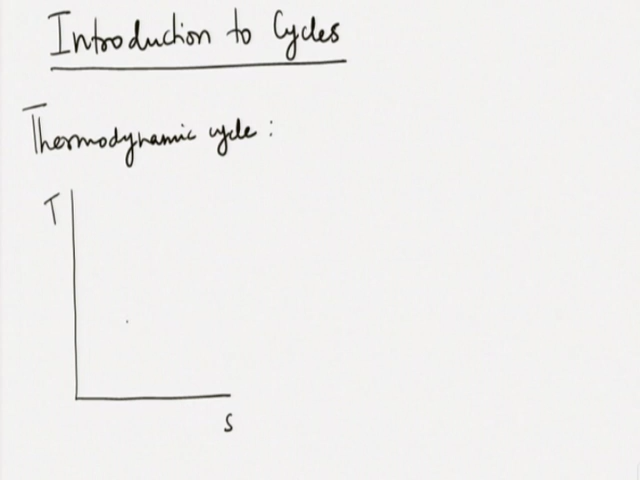 Introduction to Cycles
Thermodynamic cycle :
T
s